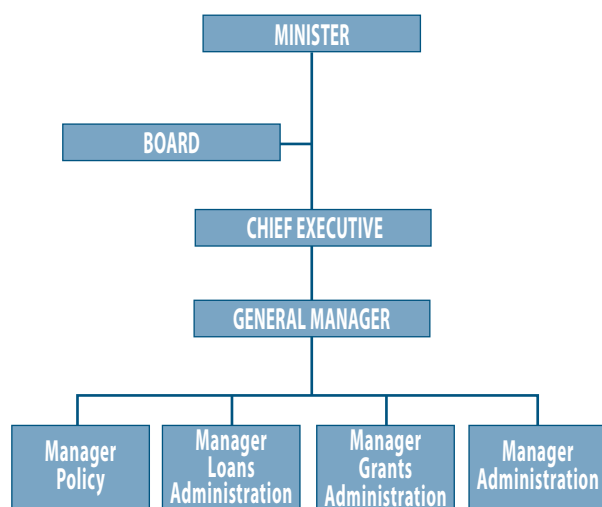 MINISTER
BOARD
CHIEF EXECUTIVE
GENERAL MANAGER
Manager
Policy
Manager
Loans
Administration
Manager
Grants
Administration
Manager
Administration